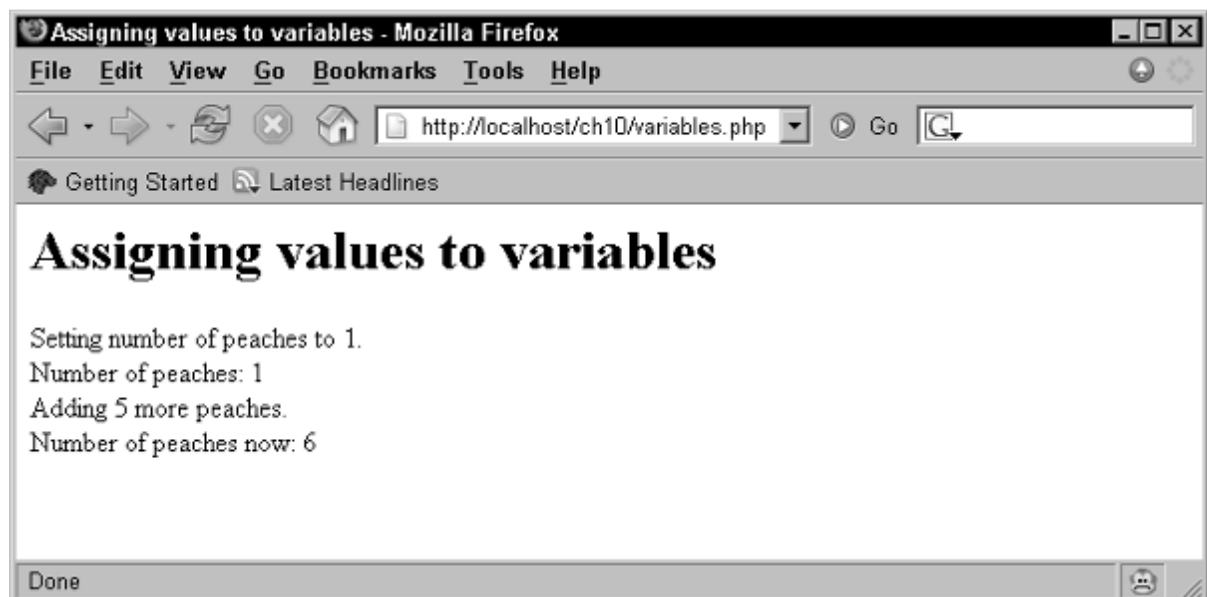 Assigning values to variables - Mozilla Firefox
File Edit View Go Bookmarks Tools Help
http://localhost/ch10/variables.php Go G
Getting Started Latest Headlines
Assigning values to variables
Setting number of peaches to 1.
Number of peaches: 1
Adding 5 more peaches.
Number of peaches now: 6
Done